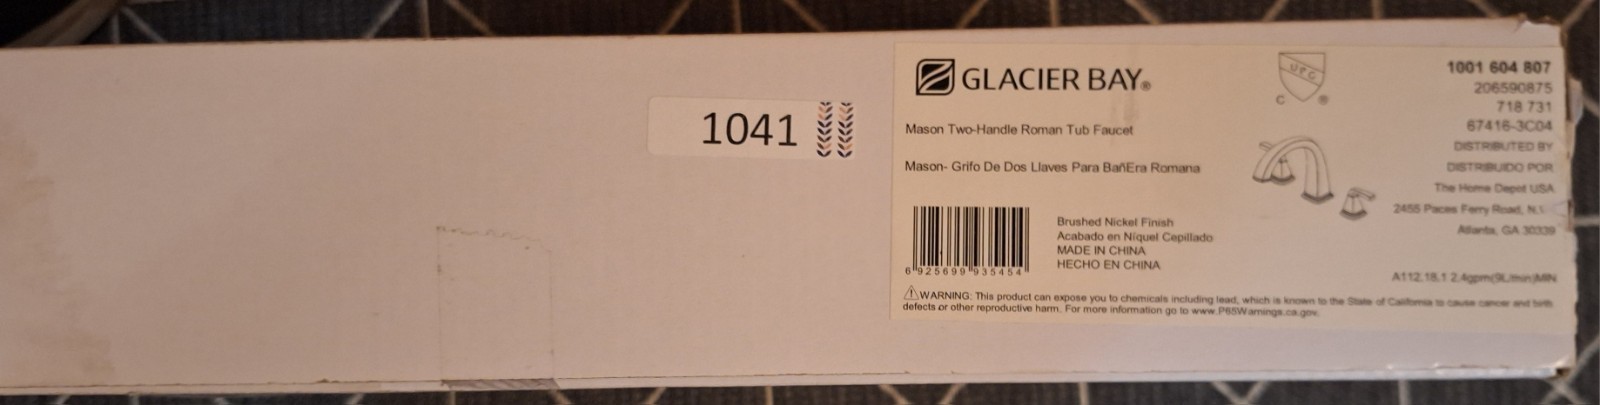 1041
GLACIER BAY®
Mason Two-Handle Roman Tub Faucet
Mason- Grifo De Dos Llaves Para BañEra Romana
6 925699 935454
Brushed Nickel Finish
Acabado en Níquel Cepillado
MADE IN CHINA
HECHO EN CHINA
UPC
C ®
1001 604 807
206590875
718 731
67416-3C04
DISTRIBUTED BY
DISTRIBUIDO POR
The Home Depot USA
2455 Paces Ferry Road, N.W.
Atlanta, GA 30339
A112.18.1 2.4gpm(9L/min)MIN
WARNING: This product can expose you to chemicals including lead, which is known to the State of California to cause cancer and birth
defects or other reproductive harm. For more information go to www.P65Warnings.ca.gov.